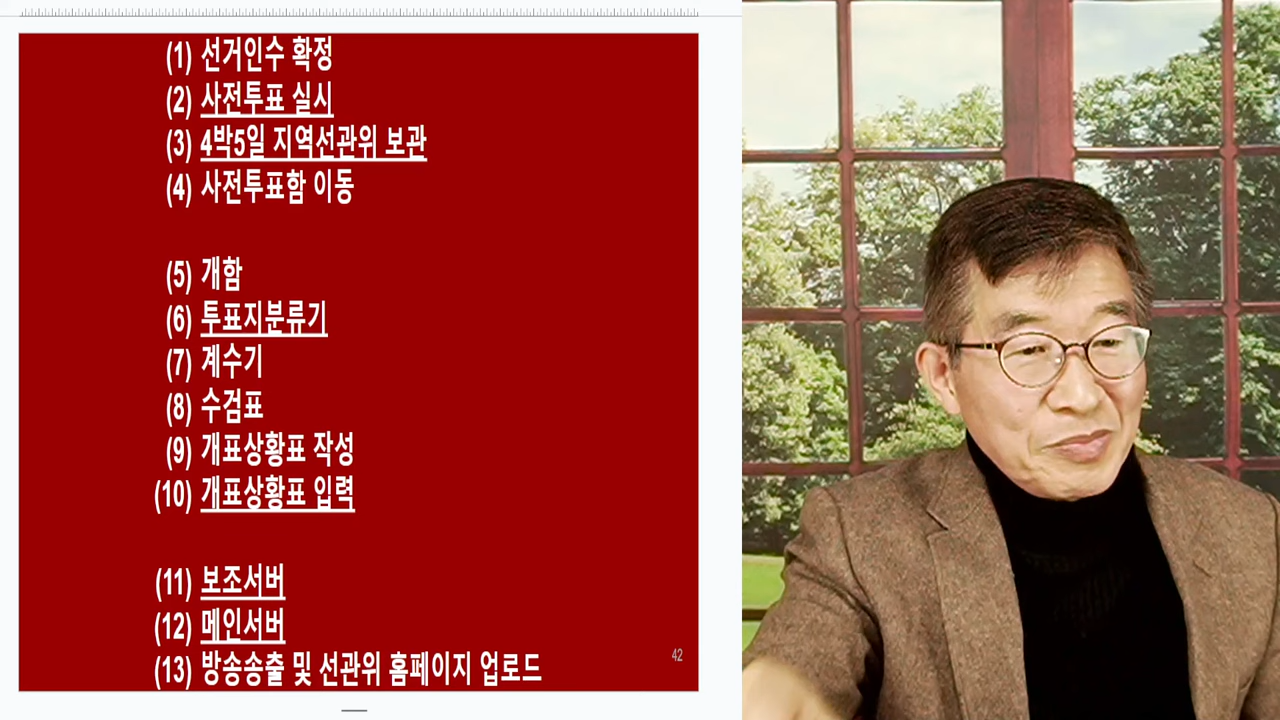 (1) 선거인수 확정
(2) 사전투표 실시
(3) 4박5일 지역선관위 보관
(4) 사전투표함 이동
(5) 개함
(6) 투표지분류기
(7) 계수기
(8) 수검표
(9) 개표상황표 작성
(10) 개표상황표 입력
(11) 보조서버
(12) 메인서버
(13) 방송송출 및 선관위 홈페이지 업로드
42